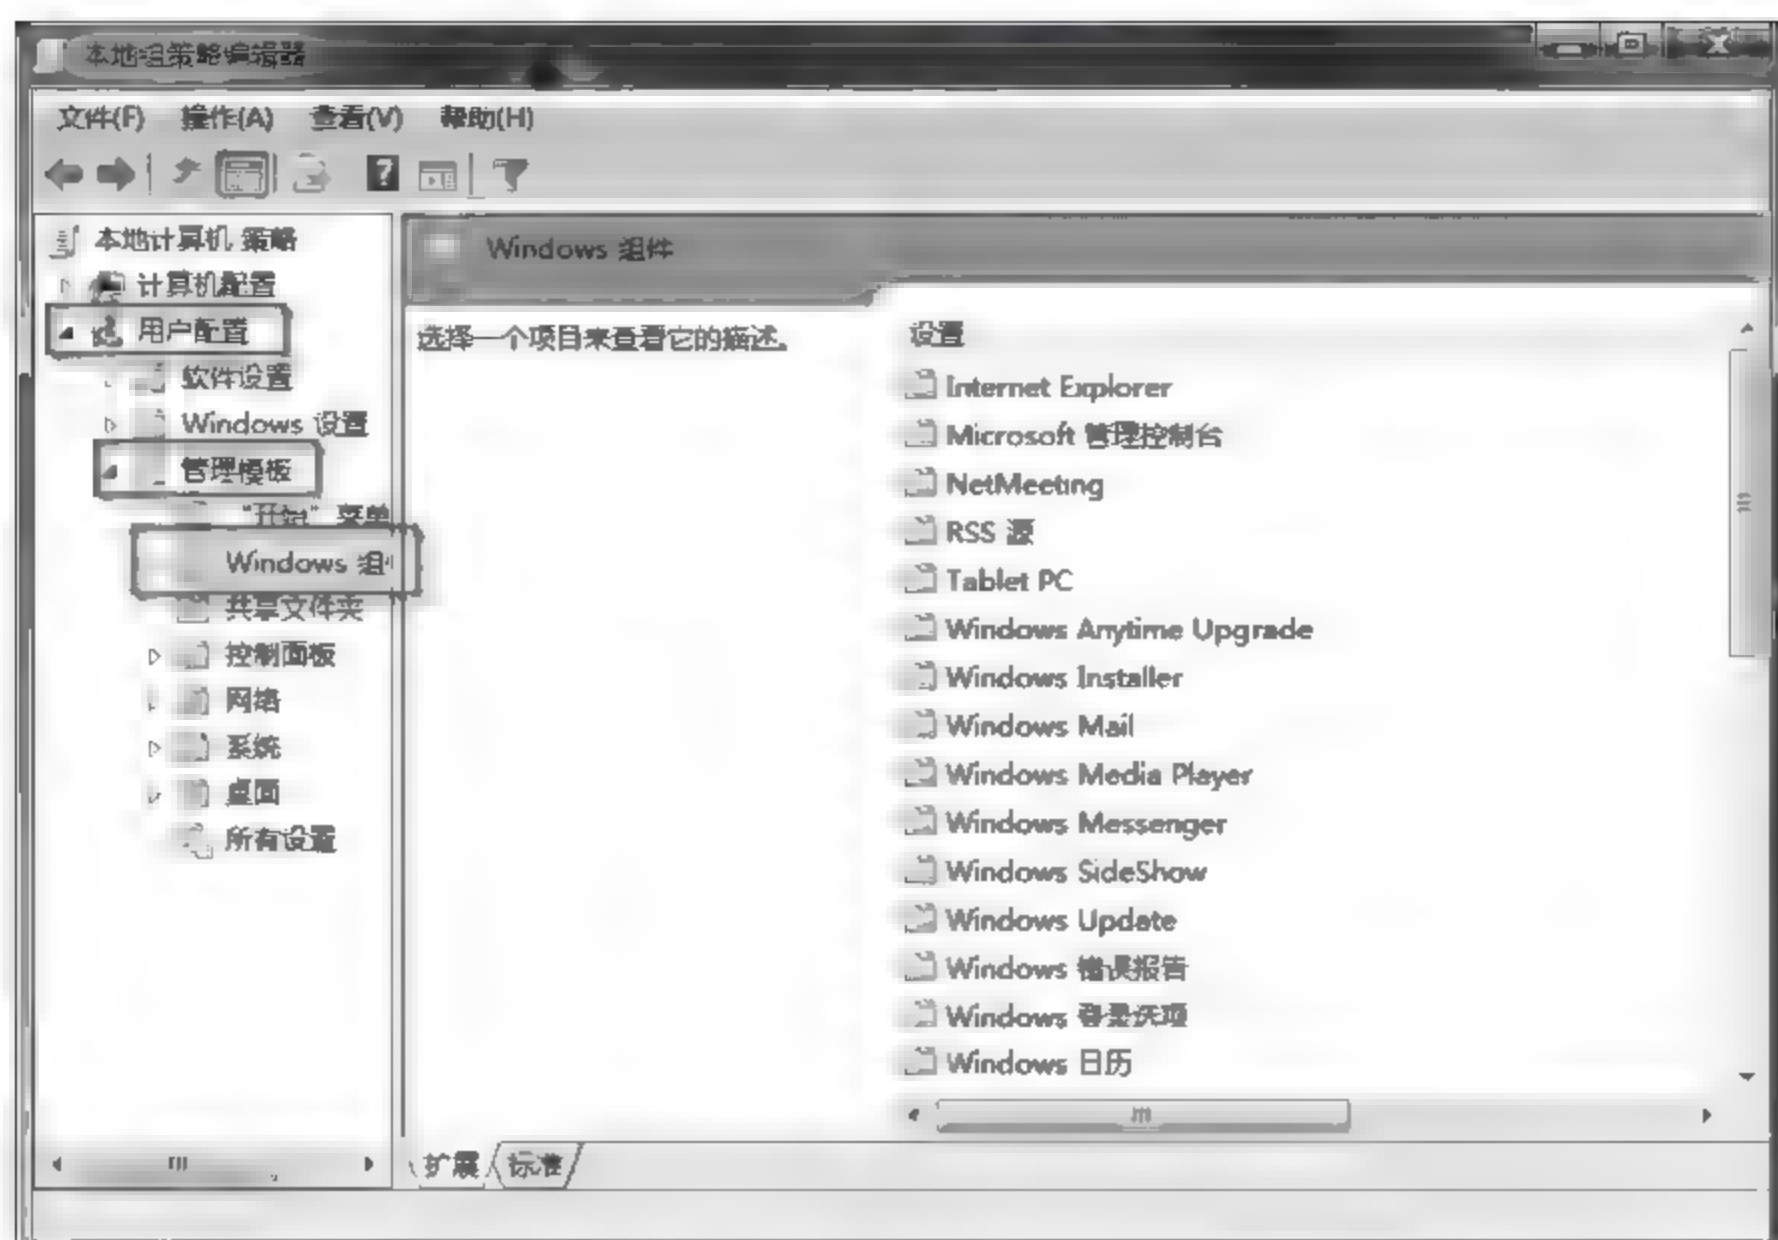 本地组策略编辑器
文件(F) 操作(A) 查看(V) 帮助(H)
本地计算机 策略
计算机配置
用户配置
软件设置
Windows 设置
管理模板
"开始" 菜单
Windows 组
共享文件夹
控制面板
网络
系统
桌面
所有设置
Windows 组件
选择一个项目来查看它的描述。
设置
Internet Explorer
Microsoft 管理控制台
NetMeeting
RSS 源
Tablet PC
Windows Anytime Upgrade
Windows Installer
Windows Mail
Windows Media Player
Windows Messenger
Windows SideShow
Windows Update
Windows 错误报告
Windows 登录选项
Windows 日历
扩展 标准